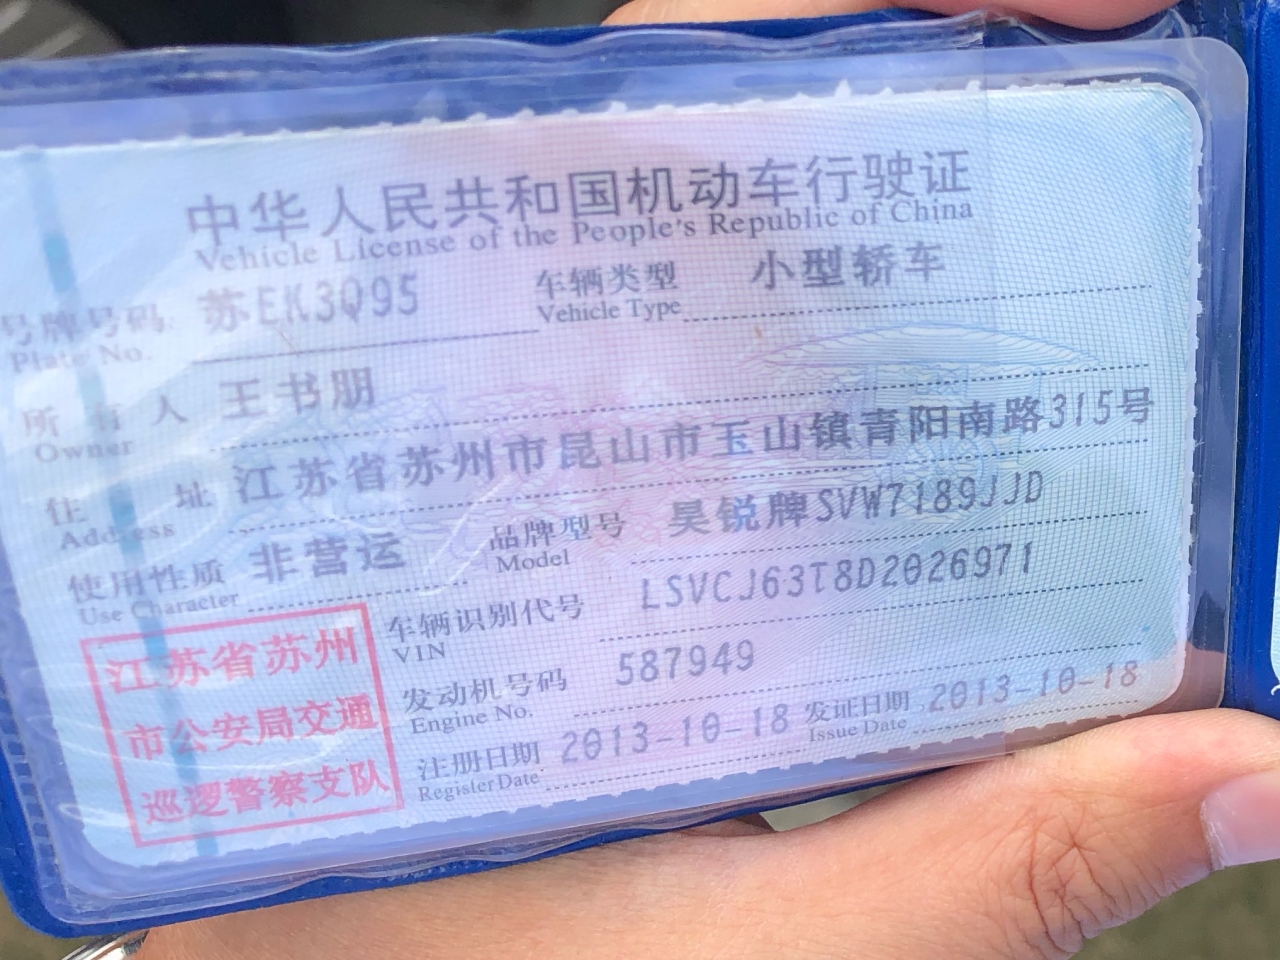 中华人民共和国机动车行驶证
Vehicle License of the People's Republic of China
号牌号码 苏EK3Q95 车辆类型 小型轿车
Plate No. Vehicle Type
所有人 王书朋
Owner
住址 江苏省苏州市昆山市玉山镇青阳南路315号
Address
使用性质 非营运 品牌型号 昊锐牌SVW7189JJD
Use Character Model
车辆识别代号 LSVCJ63T8D2026971
VIN
发动机号码 587949
Engine No.
注册日期 2013-10-18 发证日期 2013-10-18
Register Date Issue Date
江苏省苏州
市公安局交通
巡逻警察支队